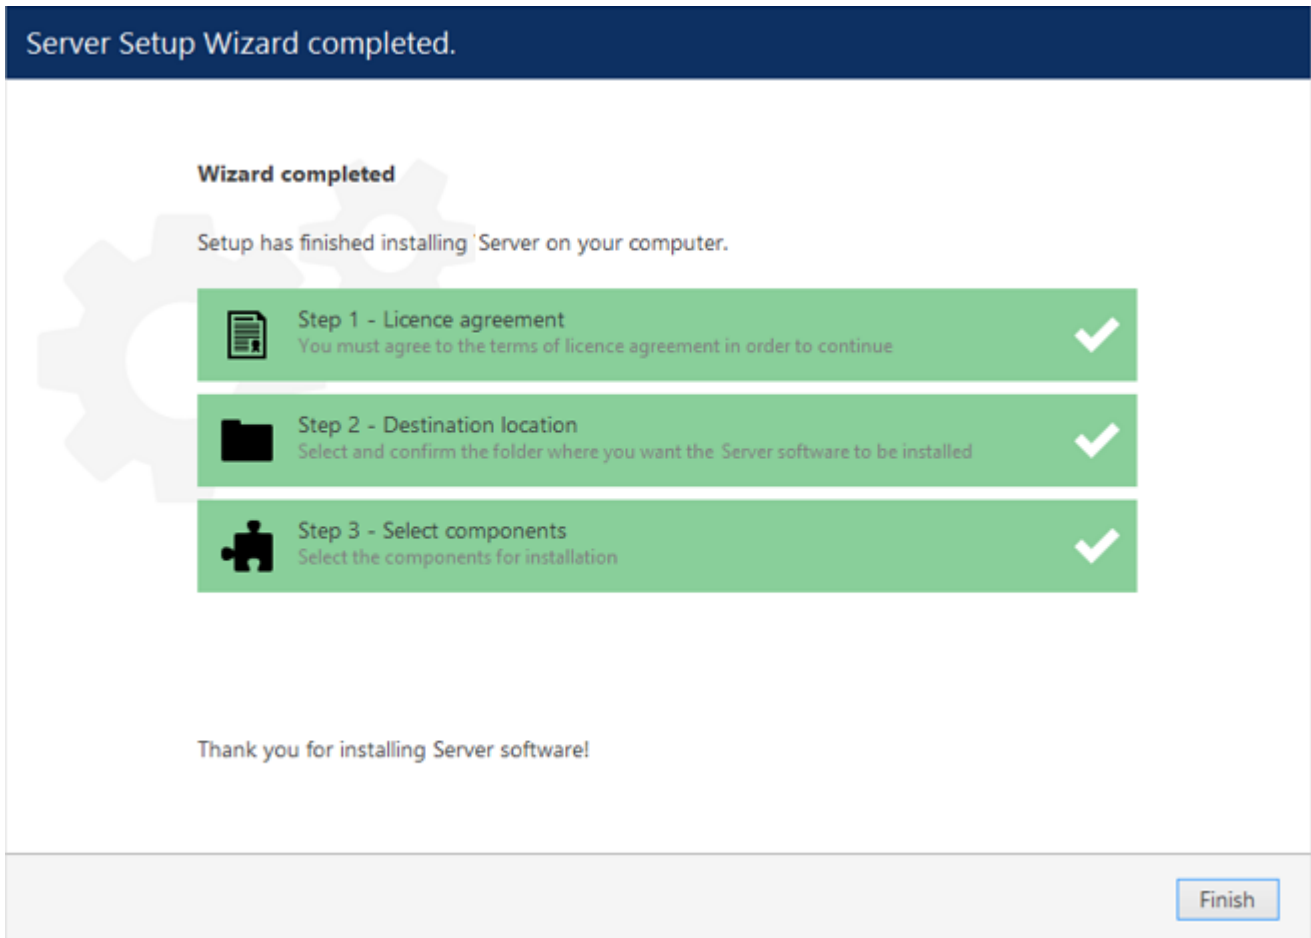 Server Setup Wizard completed.
Wizard completed
Setup has finished installing Server on your computer.
Step 1 - Licence agreement
You must agree to the terms of licence agreement in order to continue
Step 2 - Destination location
Select and confirm the folder where you want the Server software to be installed
Step 3 - Select components
Select the components for installation
Thank you for installing Server software!
Finish